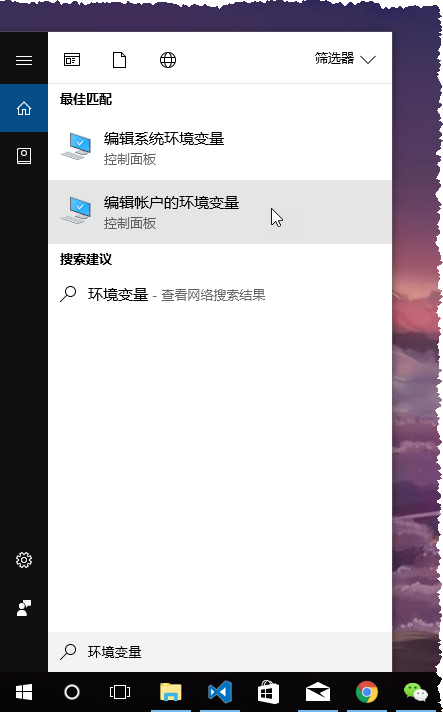 筛选器
最佳匹配
编辑系统环境变量
控制面板
编辑帐户的环境变量
控制面板
搜索建议
环境变量 - 查看网络搜索结果
环境变量